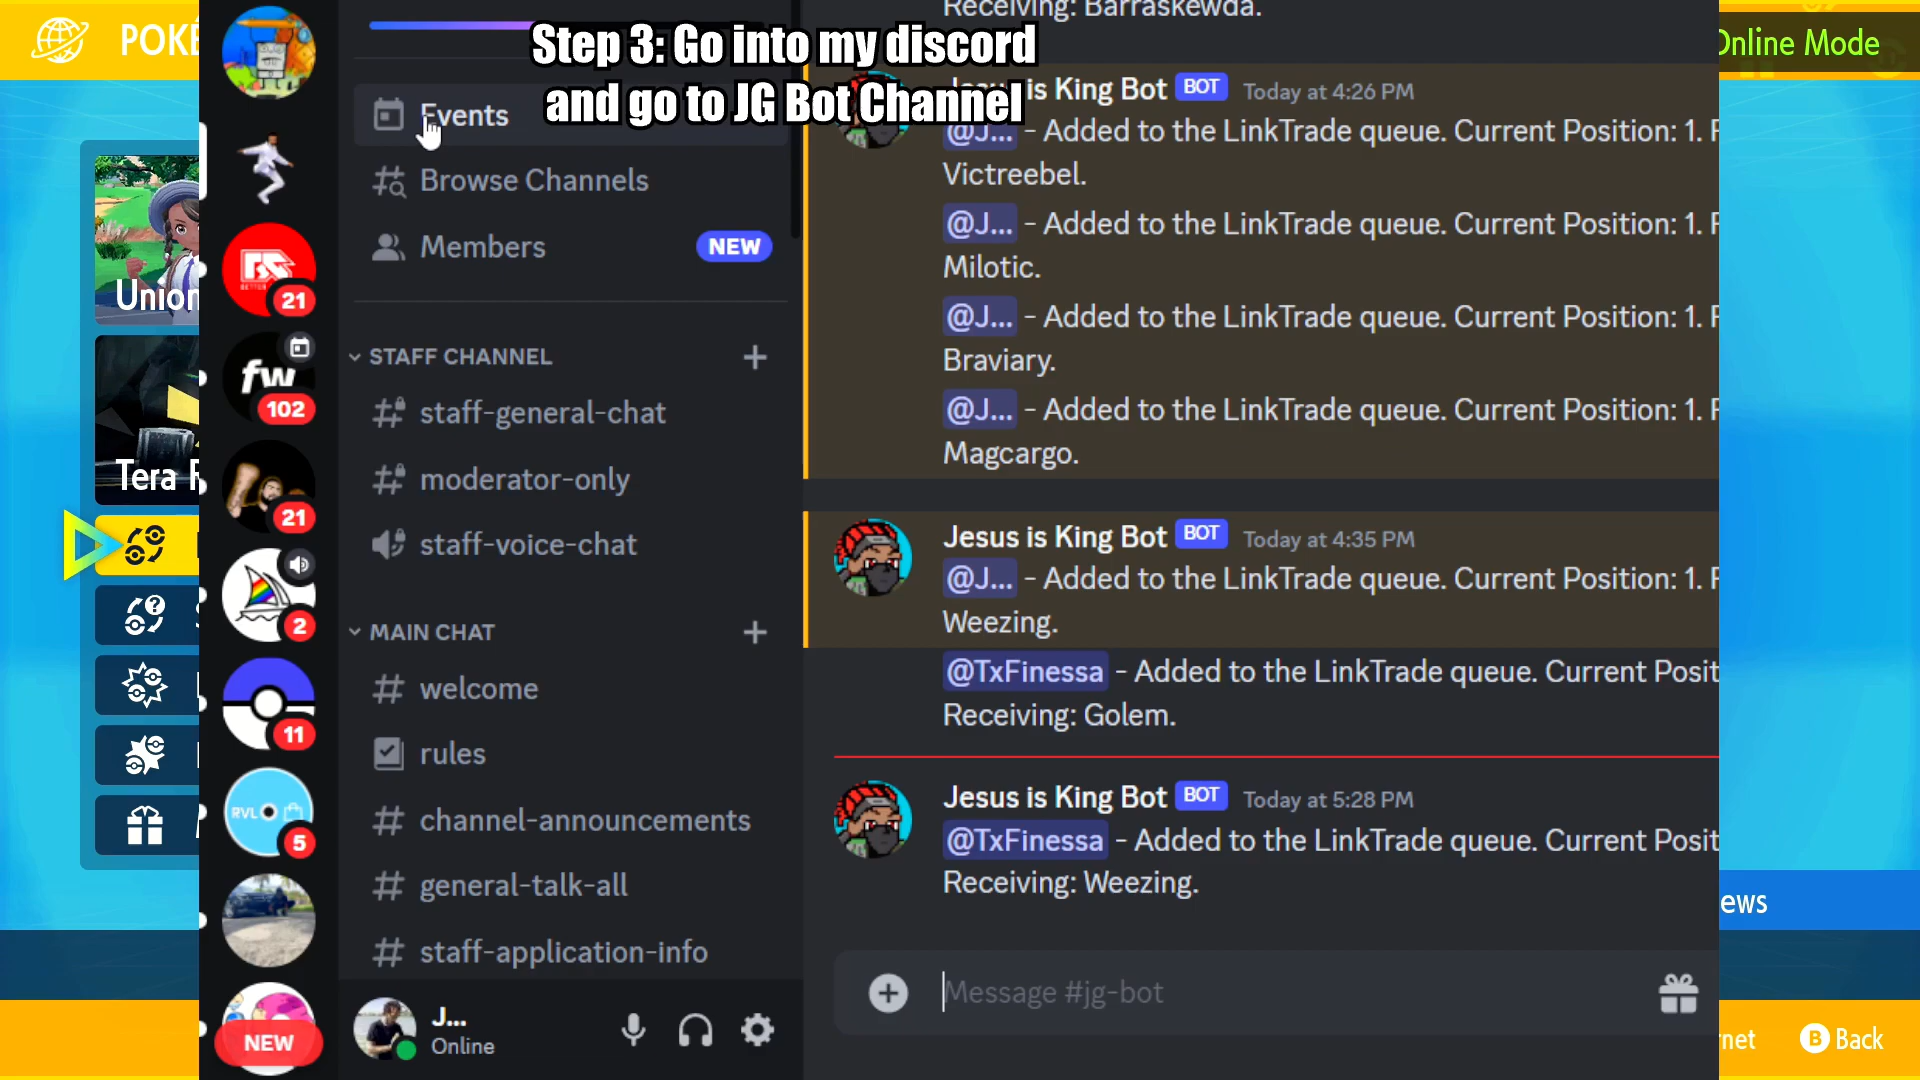 POKÉ
Step 3: Go into my discord
and go to JG Bot Channel
Online Mode
Union
Tera R
21
102
21
2
11
RVL
5
NEW
Events
Browse Channels
Members
NEW
STAFF CHANNEL
staff-general-chat
moderator-only
staff-voice-chat
MAIN CHAT
welcome
rules
channel-announcements
general-talk-all
staff-application-info
J...
Online
Receiving: Barraskewda.
is King Bot BOT Today at 4:26 PM
@J... - Added to the LinkTrade queue. Current Position: 1.
Victreebel.
@J... - Added to the LinkTrade queue. Current Position: 1.
Milotic.
@J... - Added to the LinkTrade queue. Current Position: 1.
Braviary.
@J... - Added to the LinkTrade queue. Current Position: 1.
Magcargo.
Jesus is King Bot BOT Today at 4:35 PM
@J... - Added to the LinkTrade queue. Current Position: 1.
Weezing.
@TxFinessa - Added to the LinkTrade queue. Current Posit
Receiving: Golem.
Jesus is King Bot BOT Today at 5:28 PM
@TxFinessa - Added to the LinkTrade queue. Current Posit
Receiving: Weezing.
Message #jg-bot
ews
rnet
B Back